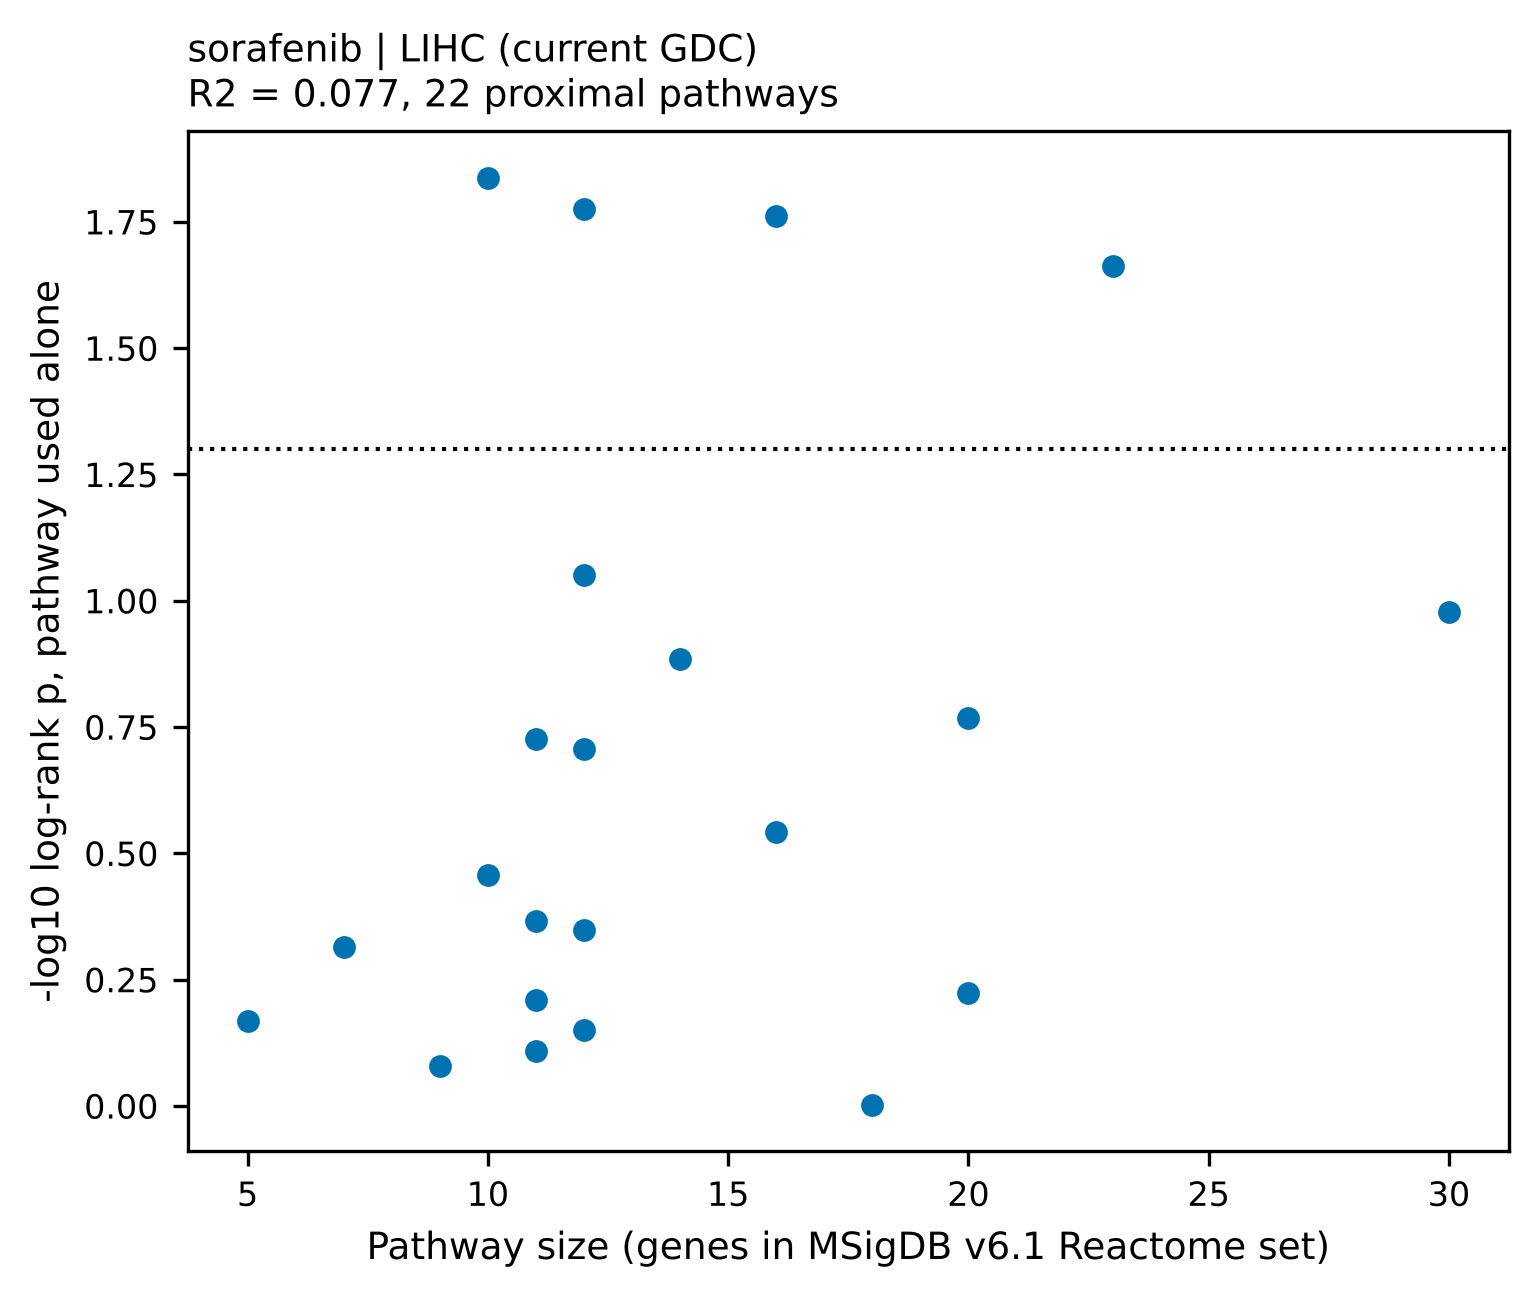 sorafenib | LIHC (current GDC)
R2 = 0.077, 22 proximal pathways
-log10 log-rank p, pathway used alone
1.75
1.50
1.25
1.00
0.75
0.50
0.25
0.00
5 10 15 20 25 30
Pathway size (genes in MSigDB v6.1 Reactome set)